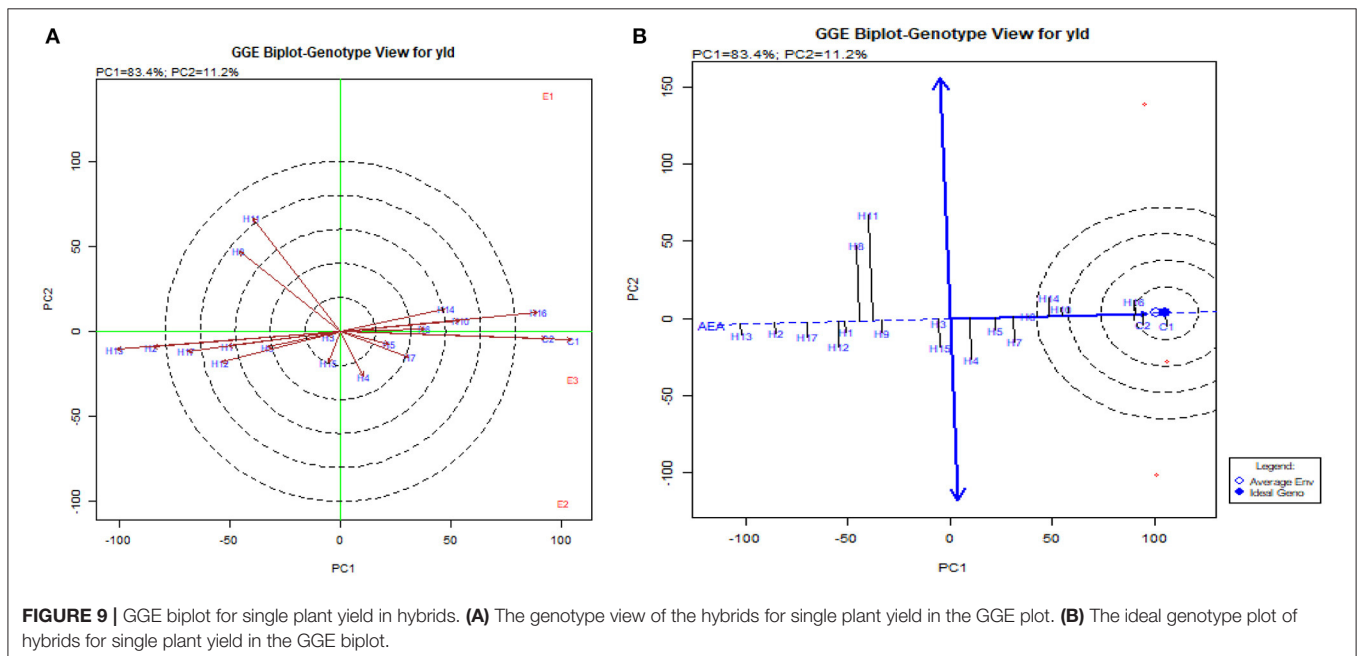 A
GGE Biplot-Genotype View for yld
PC1=83.4%; PC2=11.2%
E1
100
H11
H8
50
PC2
H14
H16
H10
0
H3
C2
C1
H13
H2
H17
H12
H15
H4
H7
E3
-50
-100
E2
-100
-50
0
50
100
PC1
B
GGE Biplot-Genotype View for yld
PC1=83.4%; PC2=11.2%
150
100
H11
H8
50
PC2
H14
H10
H16
0
AEA
H13
H2
H17
H12
H1
H9
H3
H15
H4
H5
H7
C2
C1
-50
-100
-100
-50
0
50
100
PC1
Legend:
Average Env
Ideal Geno
FIGURE 9 | GGE biplot for single plant yield in hybrids. (A) The genotype view of the hybrids for single plant yield in the GGE plot. (B) The ideal genotype plot of
hybrids for single plant yield in the GGE biplot.